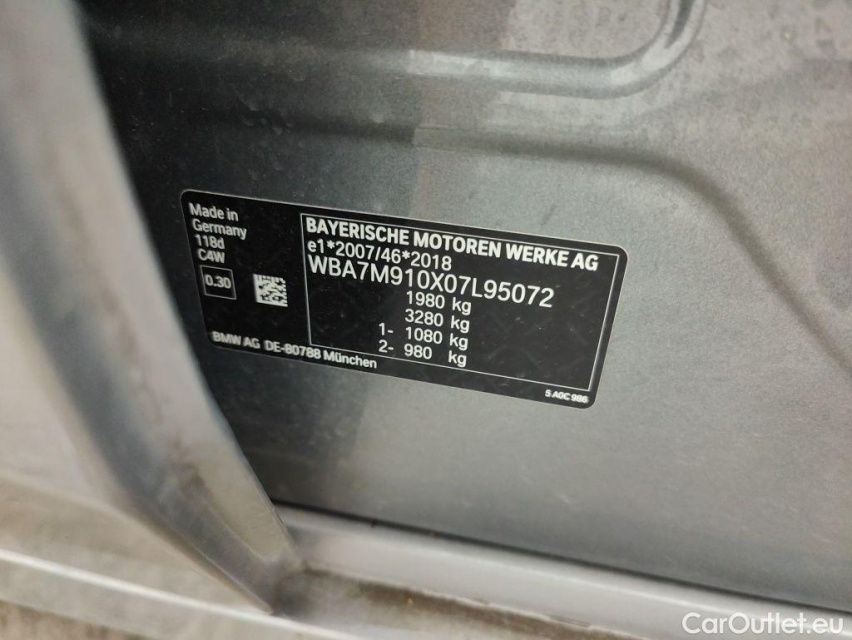 Made in
Germany
118d
C4W
0.30
BAYERISCHE MOTOREN WERKE AG
e1*2007/46*2018
WBA7M910X07L95072
1980 kg
3280 kg
1- 1080 kg
2- 980 kg
BMW AG DE-80788 München
5 A0C 986
CarOutlet.eu